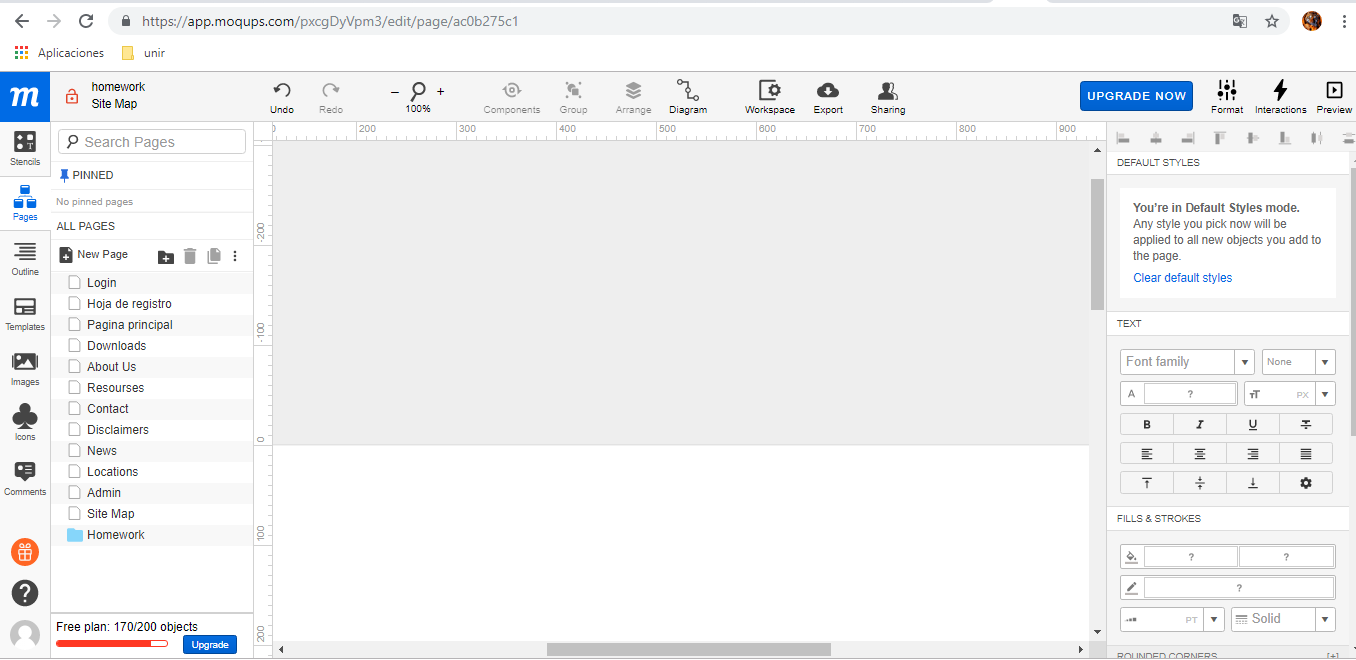 https://app.moqups.com/pxcgDyVpm3/edit/page/ac0b275c1
Aplicaciones
unir
m
homework
Site Map
Undo
Redo
100%
Components
Group
Arrange
Diagram
Workspace
Export
Sharing
UPGRADE NOW
Format
Interactions
Preview
Stencils
Pages
Outline
Templates
Images
Icons
Comments
Search Pages
PINNED
No pinned pages
ALL PAGES
New Page
Login
Hoja de registro
Pagina principal
Downloads
About Us
Resourses
Contact
Disclaimers
News
Locations
Admin
Site Map
Homework
Free plan: 170/200 objects
Upgrade
200 300 400 500 600 700 800 900
-200
-100
0
100
200
DEFAULT STYLES
You're in Default Styles mode.
Any style you pick now will be
applied to all new objects you add to
the page.
Clear default styles
TEXT
Font family
None
A ? PX
B I U
FILLS & STROKES
? ?
?
PT Solid
ROUNDED CORNERS [+]